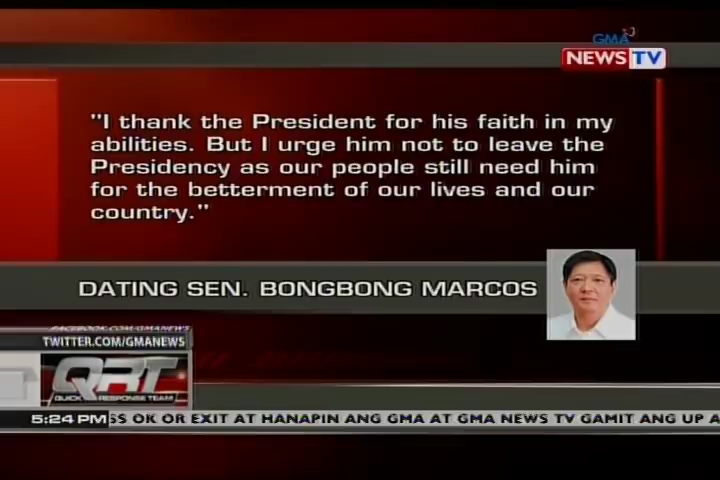 GMA
NEWS TV
"I thank the President for his faith in my
abilities. But I urge him not to leave the
Presidency as our people still need him
for the betterment of our lives and our
country."
DATING SEN. BONGBONG MARCOS
FACEBOOK.COM/GMANEWS
TWITTER.COM/GMANEWS
QRT
QUICK RESPONSE TEAM
5:24 PM SS OK OR EXIT AT HANAPIN ANG GMA AT GMA NEWS TV GAMIT ANG UP A